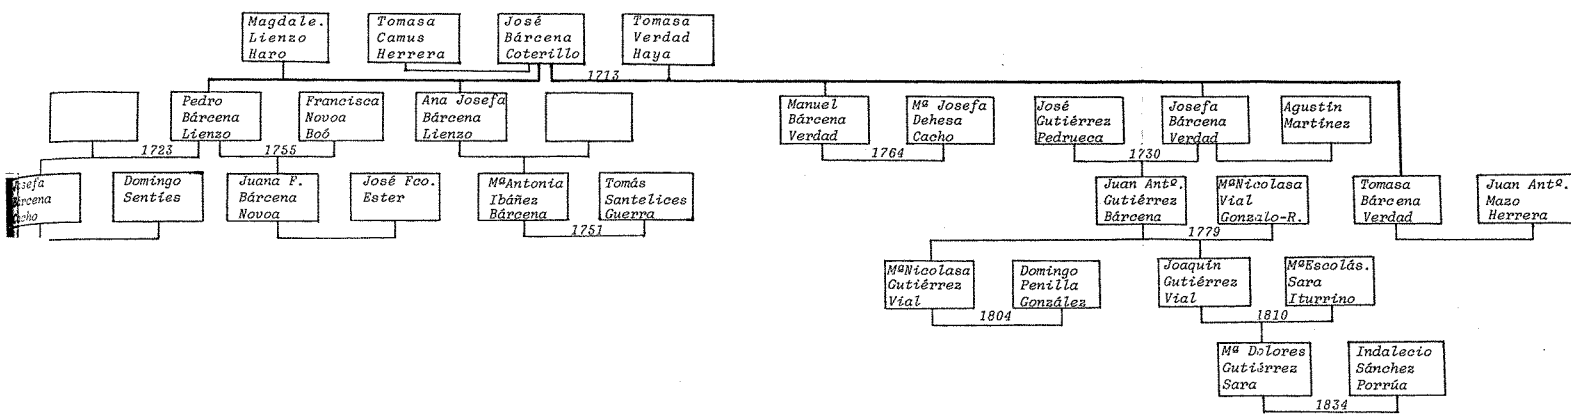 Magdale.
Lienzo
Haro
Tomasa
Camus
Herrera
José
Bárcena
Coterillo
Tomasa
Verdad
Haya
1713
Pedro
Bárcena
Lienzo
Francisca
Novoa
Boó
Ana Josefa
Bárcena
Lienzo
Manuel
Bárcena
Verdad
Mª Josefa
Dehesa
Cacho
José
Gutiérrez
Pedrueca
Josefa
Bárcena
Verdad
Agustín
Martínez
1723
1755
1764
1730
Josefa
Bárcena
Cacho
Domingo
Senties
Juana F.
Bárcena
Novoa
José Fco.
Ester
MªAntonia
Ibáñez
Bárcena
Tomás
Santelices
Guerra
Juan Antº.
Gutiérrez
Bárcena
MªNicolasa
Vial
Gonzalo-R.
Tomasa
Bárcena
Verdad
Juan Antº.
Mazo
Herrera
1751
1779
MªNicolasa
Gutiérrez
Vial
Domingo
Penilla
González
Joaquín
Gutiérrez
Vial
MªEscolás.
Sara
Iturrino
1804
1810
Mª Dolores
Gutiérrez
Sara
Indalecio
Sánchez
Porrúa
1834